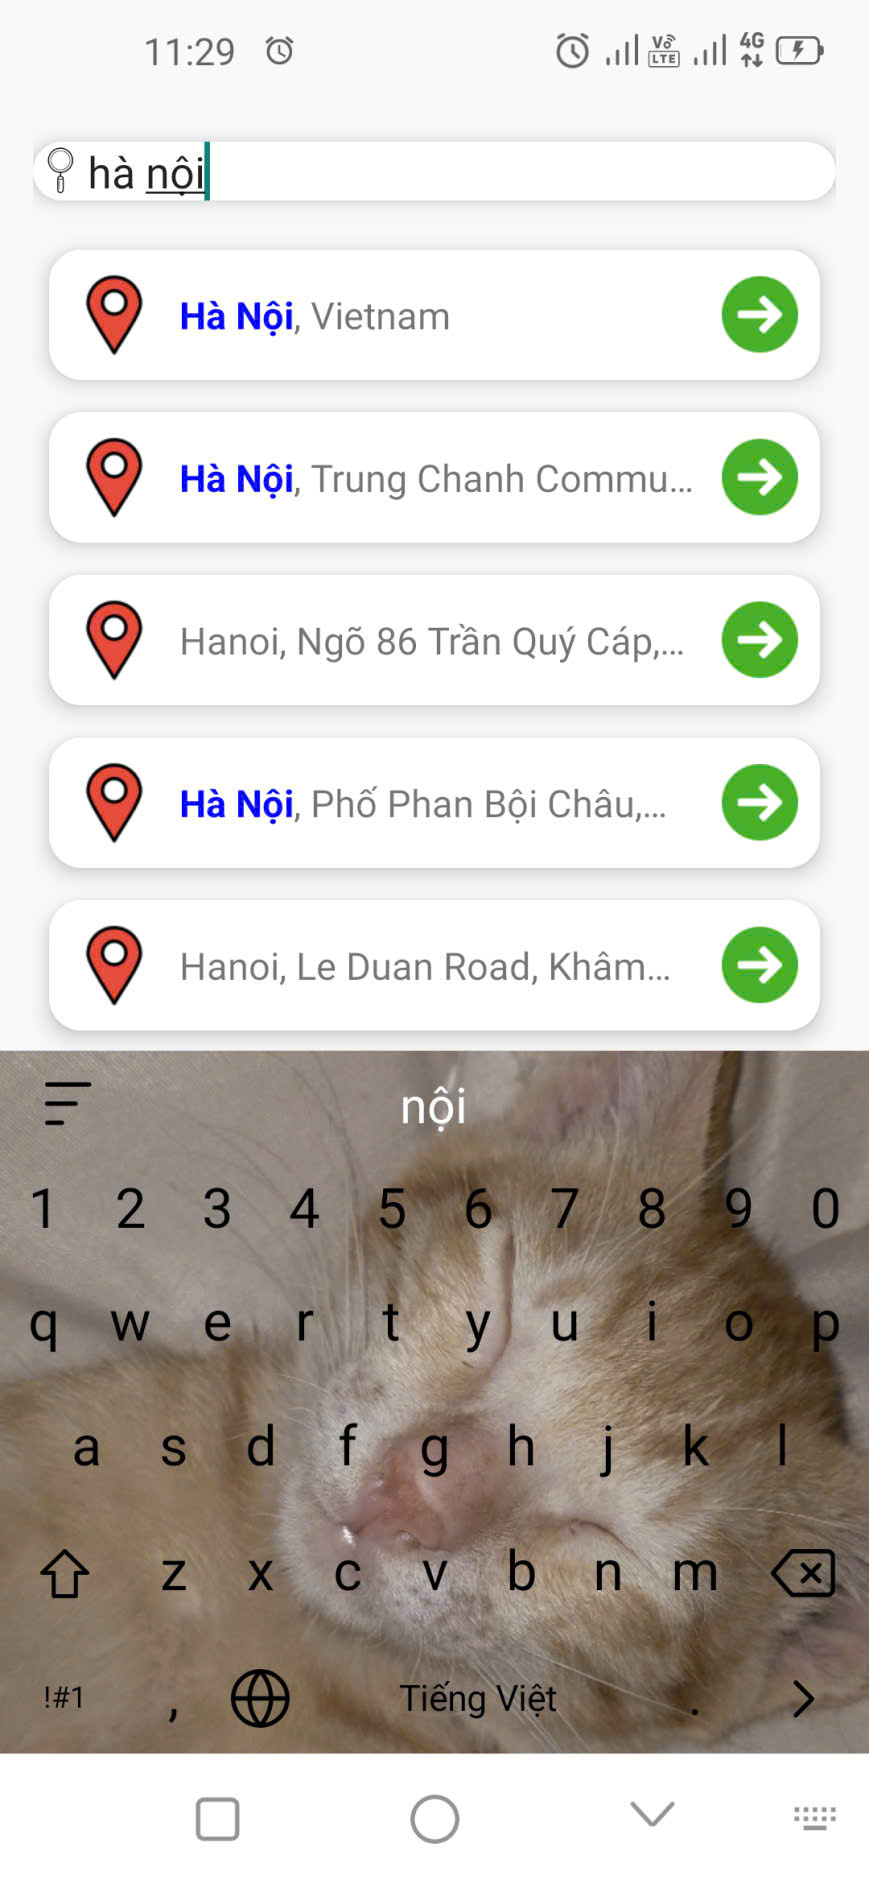 11:29 Vo LTE 4G
hà nội
Hà Nội, Vietnam
Hà Nội, Trung Chanh Commu...
Hanoi, Ngõ 86 Trần Quý Cáp,...
Hà Nội, Phố Phan Bội Châu,...
Hanoi, Le Duan Road, Khâm...
nội
1 2 3 4 5 6 7 8 9 0
q w e r t y u i o p
a s d f g h j k l
z x c v b n m
!#1 , Tiếng Việt .